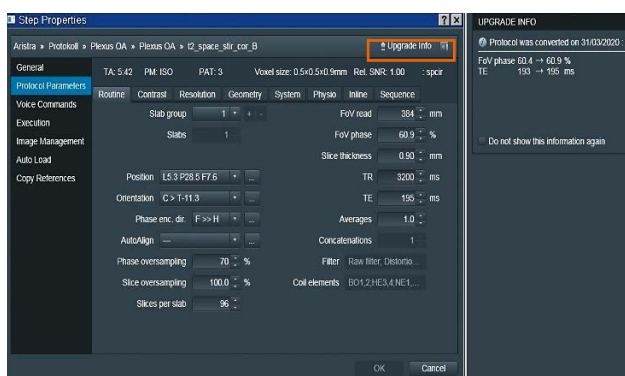 Step Properties
? X
UPGRADE INFO
Aristra » Protokoll » Plexus OA » Plexus OA » t2_space_stir_cor_B
Upgrade Info
Protocol was converted on 31/03/2020 :
FoV phase 60.4 → 60.9 %
TE 193 → 195 ms
Do not show this information again
General
Protocol Parameters
Voice Commands
Execution
Image Management
Auto Load
Copy References
TA: 5:42 PM: ISO PAT: 3 Voxel size: 0.5×0.5×0.9mm Rel. SNR: 1.00 : spcir
Routine Contrast Resolution Geometry System Physio Inline Sequence
Slab group 1 + - FoV read 384 mm
Slabs 1 FoV phase 60.9 %
Slice thickness 0.90 mm
Position L5.3 P28.5 F7.6 ... TR 3200 ms
Orientation C > T-11.3 ... TE 195 ms
Phase enc. dir. F >> H ... Averages 1.0
AutoAlign --- ... Concatenations 1
Phase oversampling 70 % Filter Raw filter, Distortio...
Slice oversampling 100.0 % Coil elements BO1,2;HE3,4;NE1,...
Slices per slab 96
OK Cancel